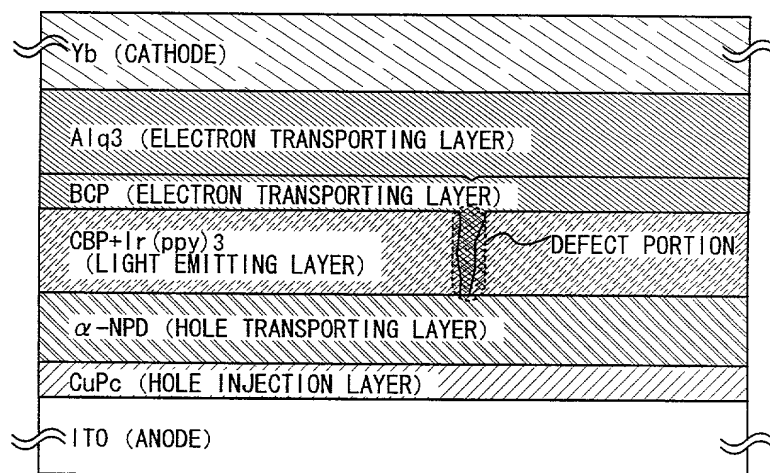 Yb (CATHODE)
Alq3 (ELECTRON TRANSPORTING LAYER)
BCP (ELECTRON TRANSPORTING LAYER)
CBP+Ir(ppy)3
(LIGHT EMITTING LAYER)
DEFECT PORTION
α-NPD (HOLE TRANSPORTING LAYER)
CuPc (HOLE INJECTION LAYER)
ITO (ANODE)